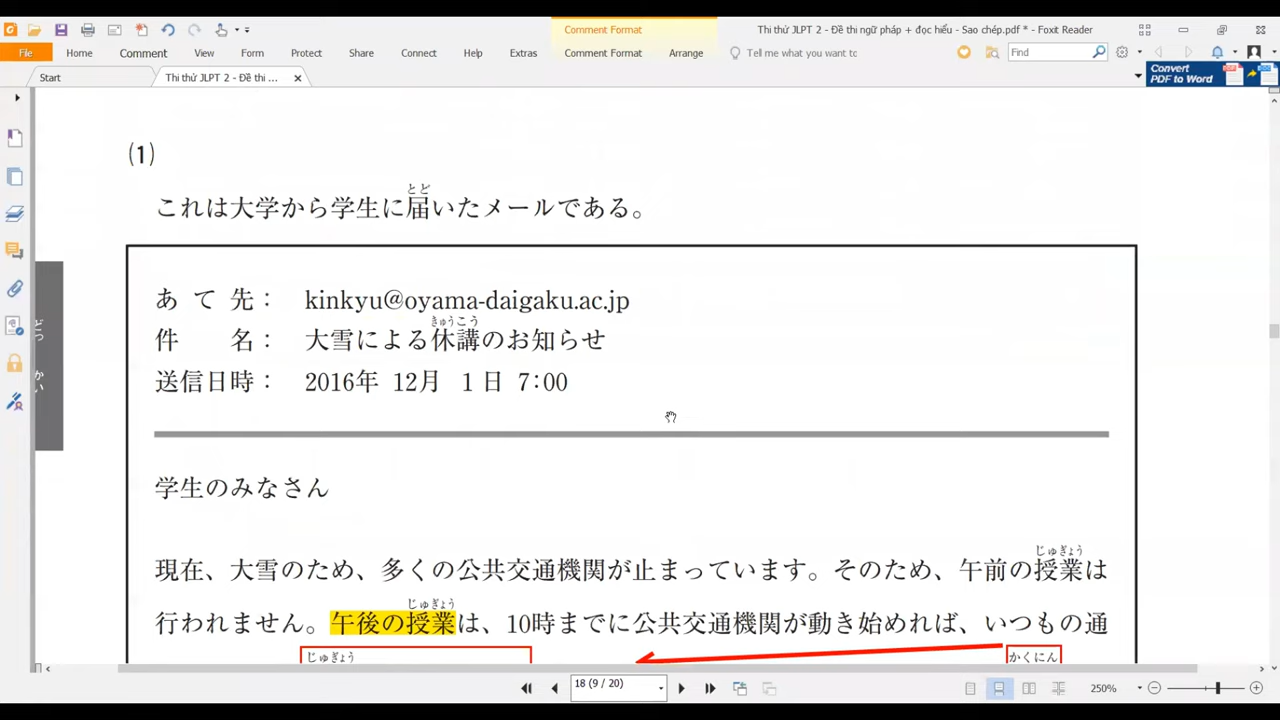 Comment Format
Thi thử JLPT 2 - Đề thi ngữ pháp + đọc hiểu - Sao chép.pdf * - Foxit Reader
File Home Comment View Form Protect Share Connect Help Extras Comment Format Arrange Tell me what you want to Find
Start Thi thử JLPT 2 - Đề thi ...
Convert
PDF to Word
(1)
とど
これは大学から学生に届いたメールである。
あて先： kinkyu@oyama-daigaku.ac.jp
きゅうこう
件名： 大雪による休講のお知らせ
送信日時： 2016年 12月 1日 7:00
どっかい
学生のみなさん
じゅぎょう
現在、大雪のため、多くの公共交通機関が止まっています。そのため、午前の授業は
じゅぎょう
行われません。午後の授業は、10時までに公共交通機関が動き始めれば、いつもの通
じゅぎょう かくにん
18 (9 / 20)
250%